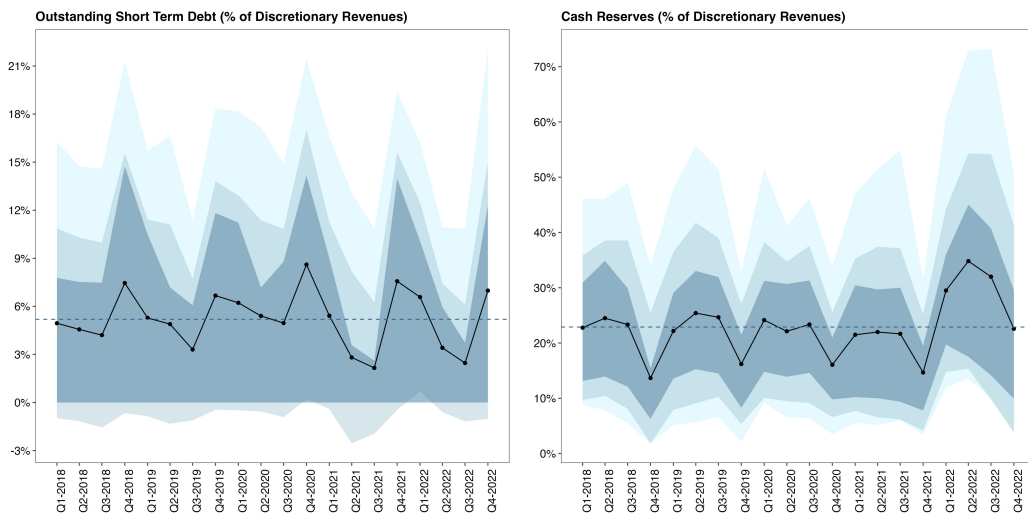 Outstanding Short Term Debt (% of Discretionary Revenues)
21%
18%
15%
12%
9%
6%
3%
0%
-3%
Q1-2018
Q2-2018
Q3-2018
Q4-2018
Q1-2019
Q2-2019
Q3-2019
Q4-2019
Q1-2020
Q2-2020
Q3-2020
Q4-2020
Q1-2021
Q2-2021
Q3-2021
Q4-2021
Q1-2022
Q2-2022
Q3-2022
Q4-2022
Cash Reserves (% of Discretionary Revenues)
70%
60%
50%
40%
30%
20%
10%
0%
Q1-2018
Q2-2018
Q3-2018
Q4-2018
Q1-2019
Q2-2019
Q3-2019
Q4-2019
Q1-2020
Q2-2020
Q3-2020
Q4-2020
Q1-2021
Q2-2021
Q3-2021
Q4-2021
Q1-2022
Q2-2022
Q3-2022
Q4-2022